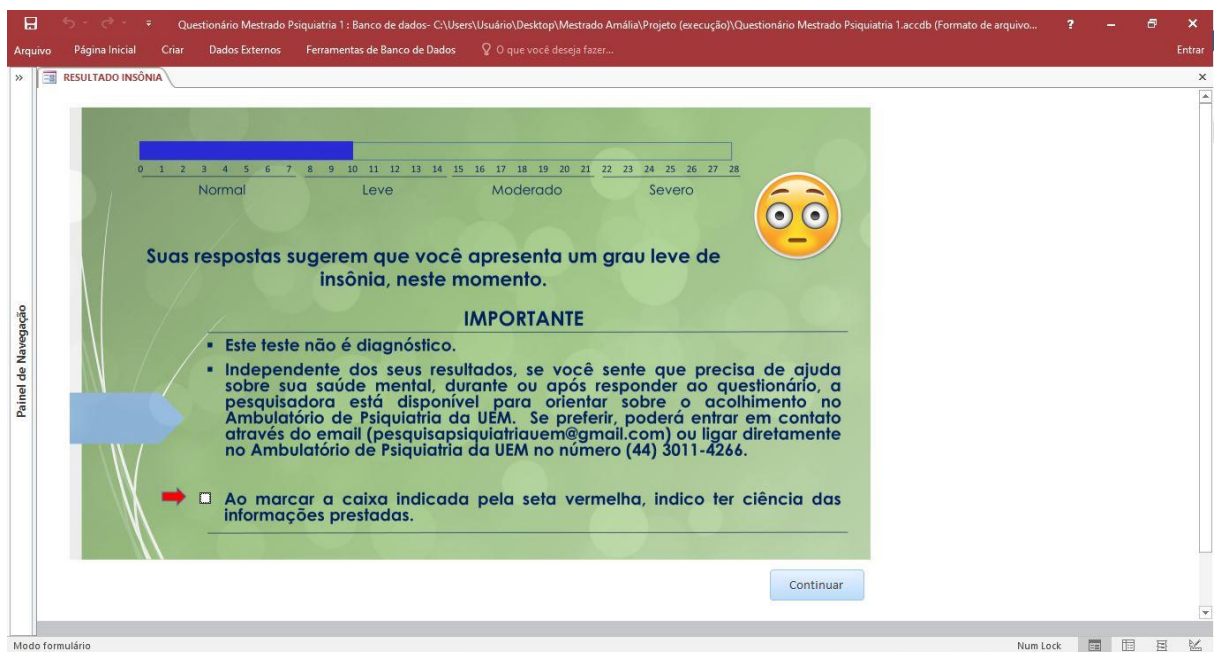 Questionário Mestrado Psiquiatria 1 : Banco de dados- C:\Users\Usuário\Desktop\Mestrado Amália\Projeto (execução)\Questionário Mestrado Psiquiatria 1.accdb (Formato de arquivo... ?
Arquivo Página Inicial Criar Dados Externos Ferramentas de Banco de Dados O que você deseja fazer... Entrar
» RESULTADO INSÔNIA x
0 1 2 3 4 5 6 7 8 9 10 11 12 13 14 15 16 17 18 19 20 21 22 23 24 25 26 27 28
Normal Leve Moderado Severo
Suas respostas sugerem que você apresenta um grau leve de
insônia, neste momento.
IMPORTANTE
▪ Este teste não é diagnóstico.
▪ Independente dos seus resultados, se você sente que precisa de ajuda
sobre sua saúde mental, durante ou após responder ao questionário, a
pesquisadora está disponível para orientar sobre o acolhimento no
Ambulatório de Psiquiatria da UEM. Se preferir, poderá entrar em contato
através do email (pesquisapsiquiatriauem@gmail.com) ou ligar diretamente
no Ambulatório de Psiquiatria da UEM no número (44) 3011-4266.
Ao marcar a caixa indicada pela seta vermelha, indico ter ciência das
informações prestadas.
Continuar
Painel de Navegação
Modo formulário Num Lock